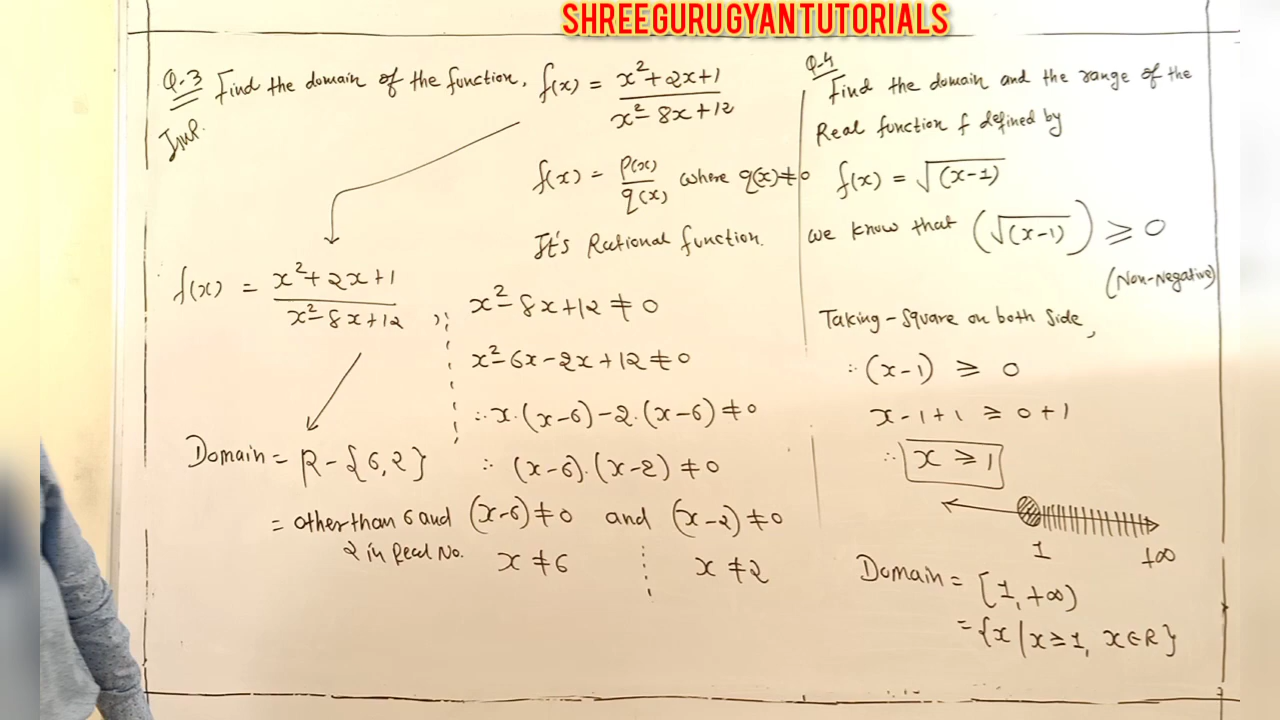 SHREE GURU GYAN TUTORIALS
Q.3 Find the domain of the function, f(x) = x²+2x+1 / x²-8x+12
Imp.
f(x) = p(x)/q(x) where q(x)≠0
It's Rational function.
f(x) = x²+2x+1 / x²-8x+12 ,
∴ x²-8x+12 ≠ 0
x²-6x-2x+12 ≠ 0
∴ x·(x-6)-2·(x-6) ≠ 0
Domain = R-{6,2}
∴ (x-6)·(x-2) ≠ 0
= other than 6 and
2 in Real No.
(x-6) ≠ 0 and (x-2) ≠ 0
x ≠ 6 x ≠ 2
Q.4
Find the domain and the range of the
Real function f defined by
f(x) = √(x-1)
we know that (√(x-1)) ≥ 0
(Non-Negative)
Taking-Square on both side,
∴ (x-1) ≥ 0
x-1+1 ≥ 0+1
∴ x ≥ 1
1 +∞
Domain = [1,+∞)
= {x/x≥1, x∈R}